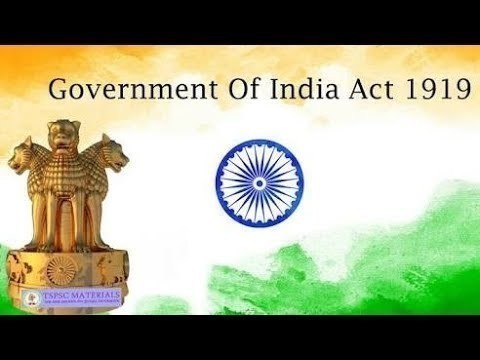 Government Of India Act 1919
TSPSC MATERIALS